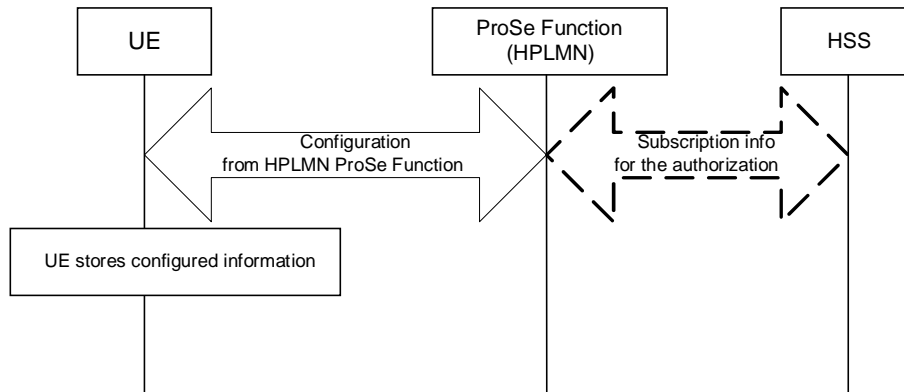 UE
ProSe Function
(HPLMN)
HSS
Configuration
from HPLMN ProSe Function
Subscription info
for the authorization
UE stores configured information